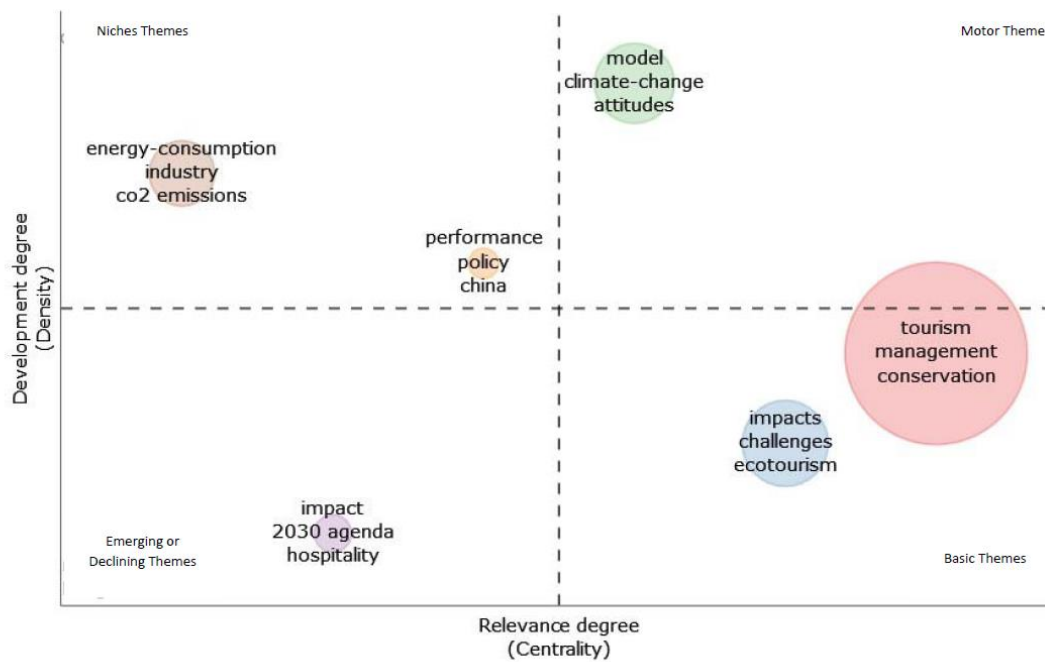 Niches Themes
Motor Theme
model
climate-change
attitudes
energy-consumption
industry
co2 emissions
performance
policy
china
Development degree
(Density)
tourism
management
conservation
impacts
challenges
ecotourism
impact
2030 agenda
hospitality
Emerging or
Declining Themes
Basic Themes
Relevance degree
(Centrality)